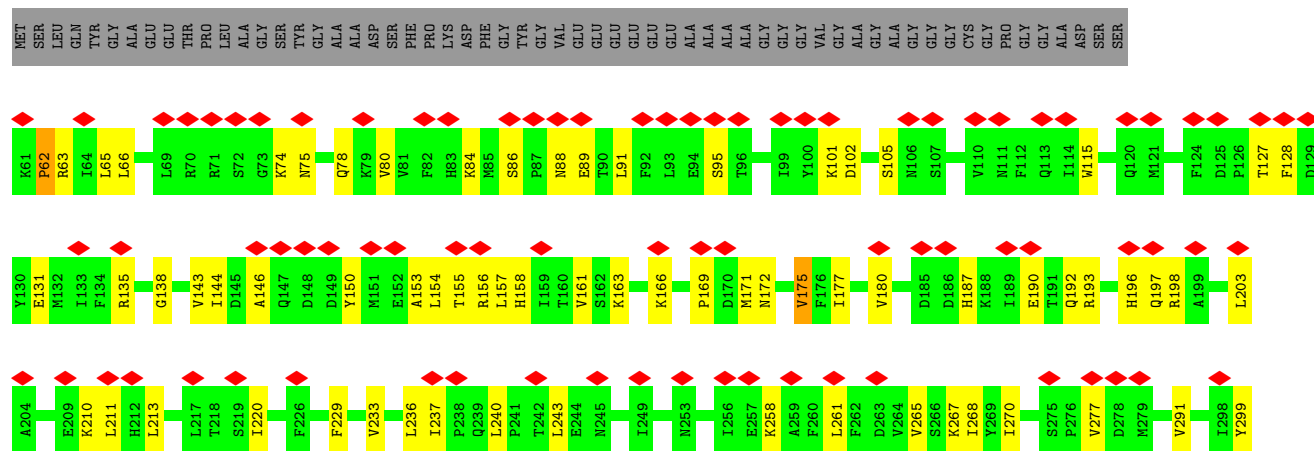 MET SER LEU GLN TYR GLY ALA GLU GLU THR PRO LEU ALA GLY SER TYR GLY ALA ALA ASP SER PHE PRO LYS ASP PHE GLY TYR GLY VAL GLU GLU GLU GLU GLU GLU ALA ALA ALA ALA GLY GLY GLY VAL GLY ALA GLY ALA GLY GLY GLY CYS GLY PRO GLY GLY ALA ASP SER SER
K61 P62 R63 I64 L65 L66 L69 R70 R71 S72 G73 K74 N75 Q78 K79 V80 V81 F82 H83 K84 M85 S86 P87 N88 E89 T90 L91 F92 L93 E94 S95 T96 I99 Y100 K101 D102 S105 N106 S107 V110 N111 F112 Q113 I114 W115 Q120 M121 F124 D125 P126 T127 F128 D129
Y130 E131 M132 I133 F134 R135 G138 V143 I144 D145 A146 Q147 D148 D149 Y150 M151 E152 A153 L154 T155 R156 L157 H158 I159 T160 V161 S162 K163 K166 P169 D170 M171 N172 V175 F176 I177 V180 D185 D186 H187 K188 I189 E190 T191 Q192 R193 H196 Q197 R198 A199 L203
A204 E209 K210 L211 H212 L213 L217 T218 S219 I220 F226 F229 V233 L236 I237 P238 Q239 L240 P241 T242 L243 E244 N245 I249 N253 I256 E257 K258 A259 F260 L261 F262 D263 V264 V265 S266 K267 I268 Y269 I270 S275 P276 V277 D278 M279 V291 I298 Y299